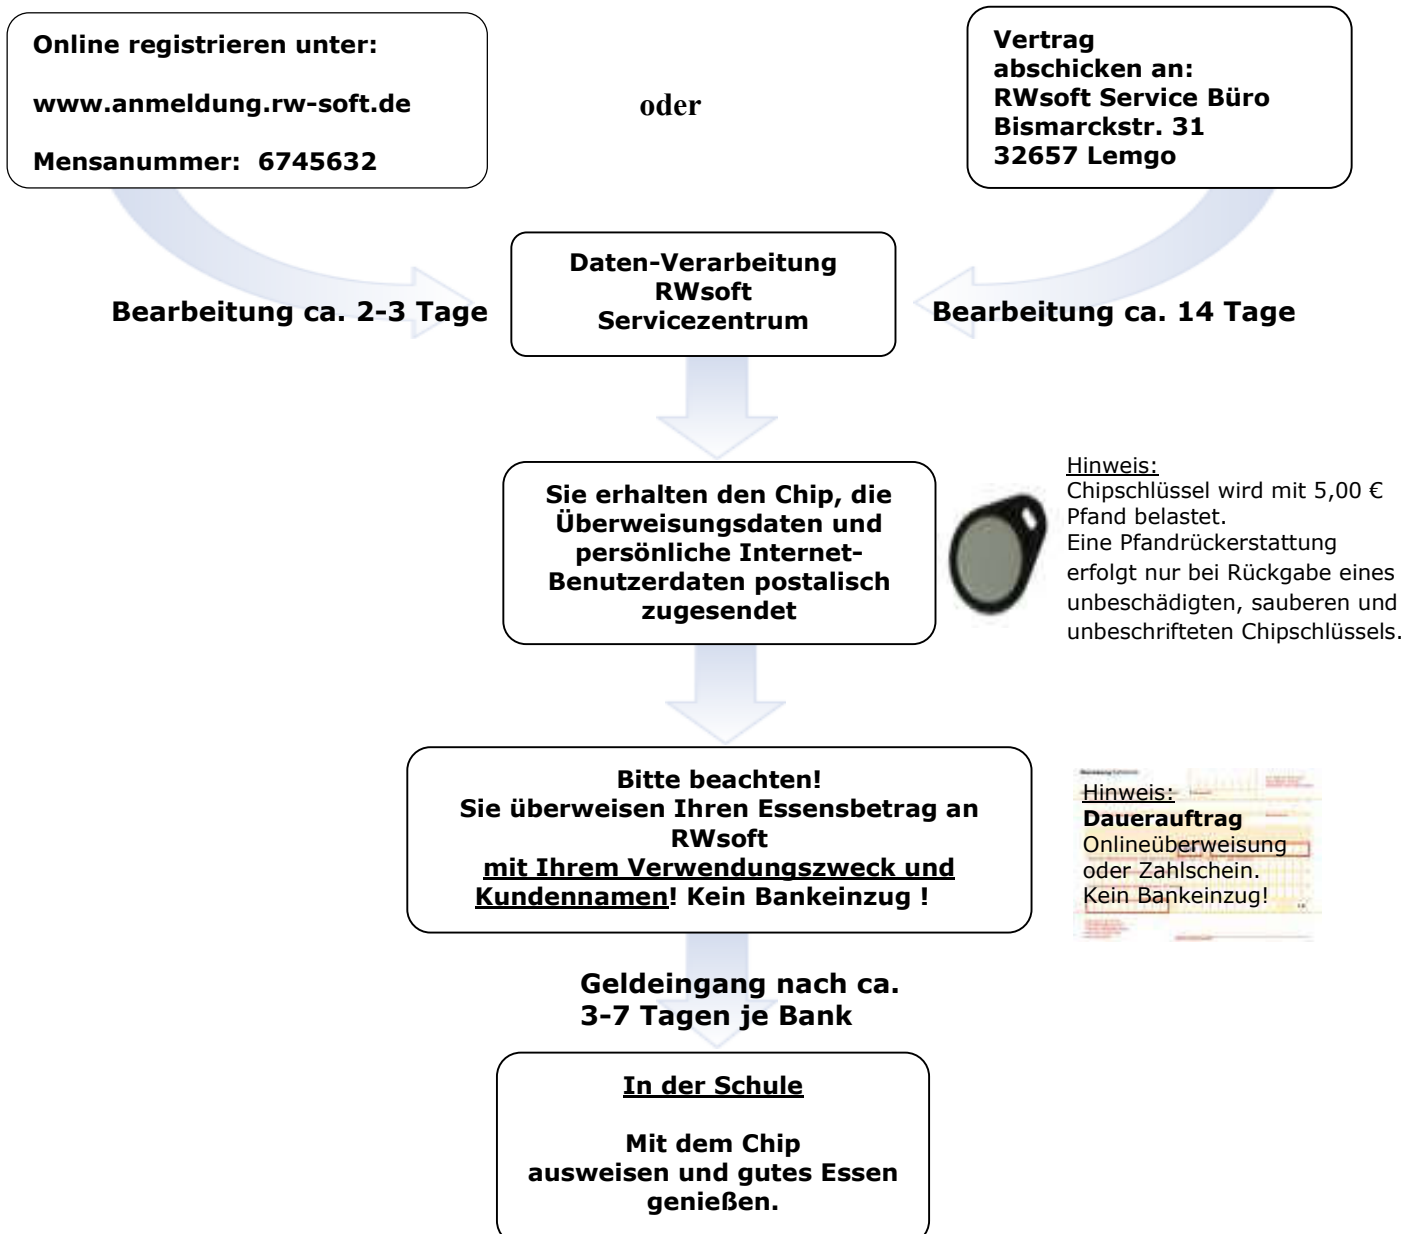 Online registrieren unter:
www.anmeldung.rw-soft.de
Mensanummer:  6745632
oder
Vertrag
abschicken an:
RWsoft Service Büro
Bismarckstr. 31
32657 Lemgo
Daten-Verarbeitung
RWsoft
Servicezentrum
Bearbeitung ca. 2-3 Tage
Bearbeitung ca. 14 Tage
Sie erhalten den Chip, die
Überweisungsdaten und
persönliche Internet-
Benutzerdaten postalisch
zugesendet
Hinweis:
Chipschlüssel wird mit 5,00 €
Pfand belastet.
Eine Pfandrückerstattung
erfolgt nur bei Rückgabe eines
unbeschädigten, sauberen und
unbeschrifteten Chipschlüssels.
Bitte beachten!
Sie überweisen Ihren Essensbetrag an
RWsoft
mit Ihrem Verwendungszweck und
Kundennamen! Kein Bankeinzug !
Hinweis:
Dauerauftrag
Onlineüberweisung
oder Zahlschein.
Kein Bankeinzug!
Geldeingang nach ca.
3-7 Tagen je Bank
In der Schule
Mit dem Chip
ausweisen und gutes Essen
genießen.